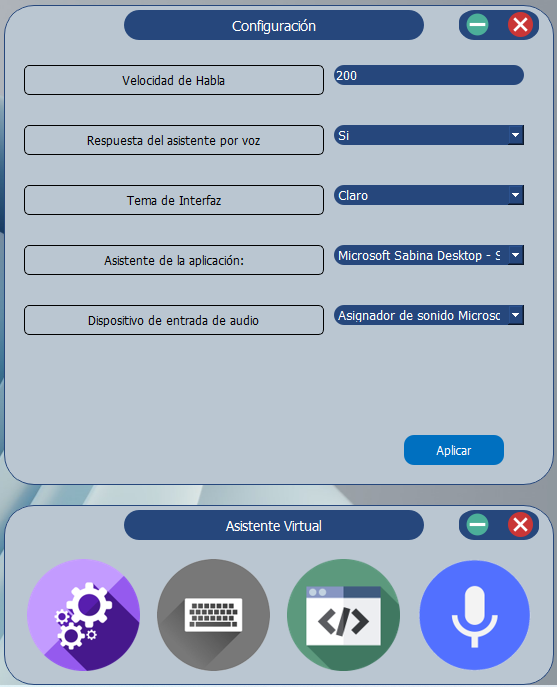 Configuración
Velocidad de Habla
200
Respuesta del asistente por voz
Si
Tema de Interfaz
Claro
Asistente de la aplicación:
Microsoft Sabina Desktop - S
Dispositivo de entrada de audio
Asignador de sonido Microso
Aplicar
Asistente Virtual